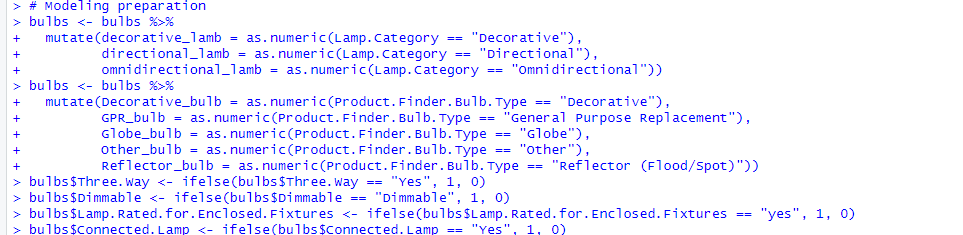 > # Modeling preparation
> bulbs <- bulbs %>%
+   mutate(decorative_lamb = as.numeric(Lamp.Category == "Decorative"),
+          directional_lamb = as.numeric(Lamp.Category == "Directional"),
+          omnidirectional_lamb = as.numeric(Lamp.Category == "Omnidirectional"))
> bulbs <- bulbs %>%
+   mutate(Decorative_bulb = as.numeric(Product.Finder.Bulb.Type == "Decorative"),
+          GPR_bulb = as.numeric(Product.Finder.Bulb.Type == "General Purpose Replacement"),
+          Globe_bulb = as.numeric(Product.Finder.Bulb.Type == "Globe"),
+          Other_bulb = as.numeric(Product.Finder.Bulb.Type == "Other"),
+          Reflector_bulb = as.numeric(Product.Finder.Bulb.Type == "Reflector (Flood/Spot)"))
> bulbs$Three.Way <- ifelse(bulbs$Three.Way == "Yes", 1, 0)
> bulbs$Dimmable <- ifelse(bulbs$Dimmable == "Dimmable", 1, 0)
> bulbs$Lamp.Rated.for.Enclosed.Fixtures <- ifelse(bulbs$Lamp.Rated.for.Enclosed.Fixtures == "yes", 1, 0)
> bulbs$Connected.Lamp <- ifelse(bulbs$Connected.Lamp == "Yes", 1, 0)